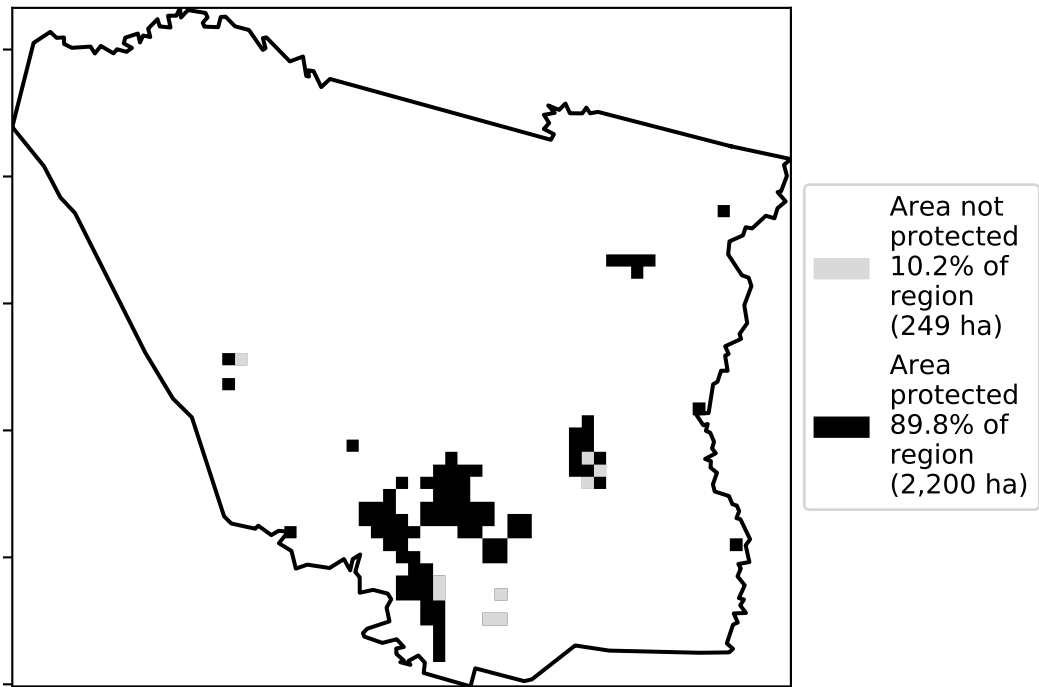 Area not
protected
10.2% of
region
(249 ha)
Area
protected
89.8% of
region
(2,200 ha)